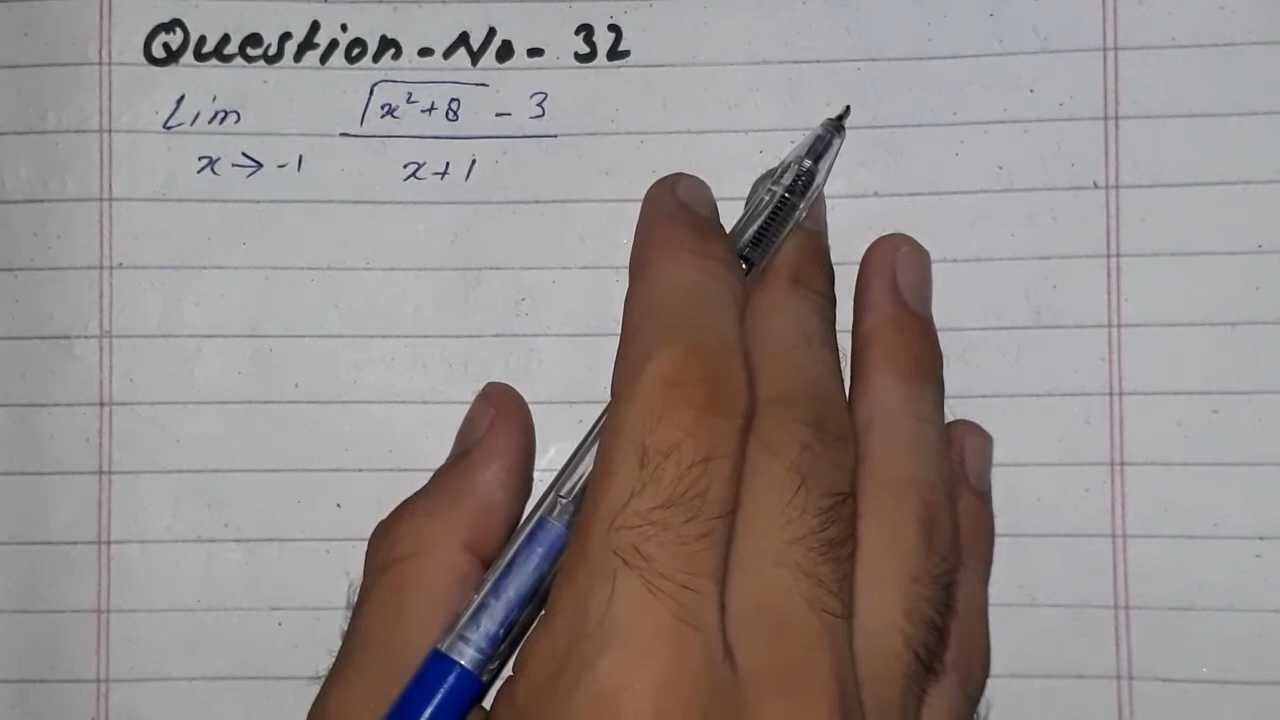 Question-No-32
Lim √x²+8 - 3
x→-1 x+1